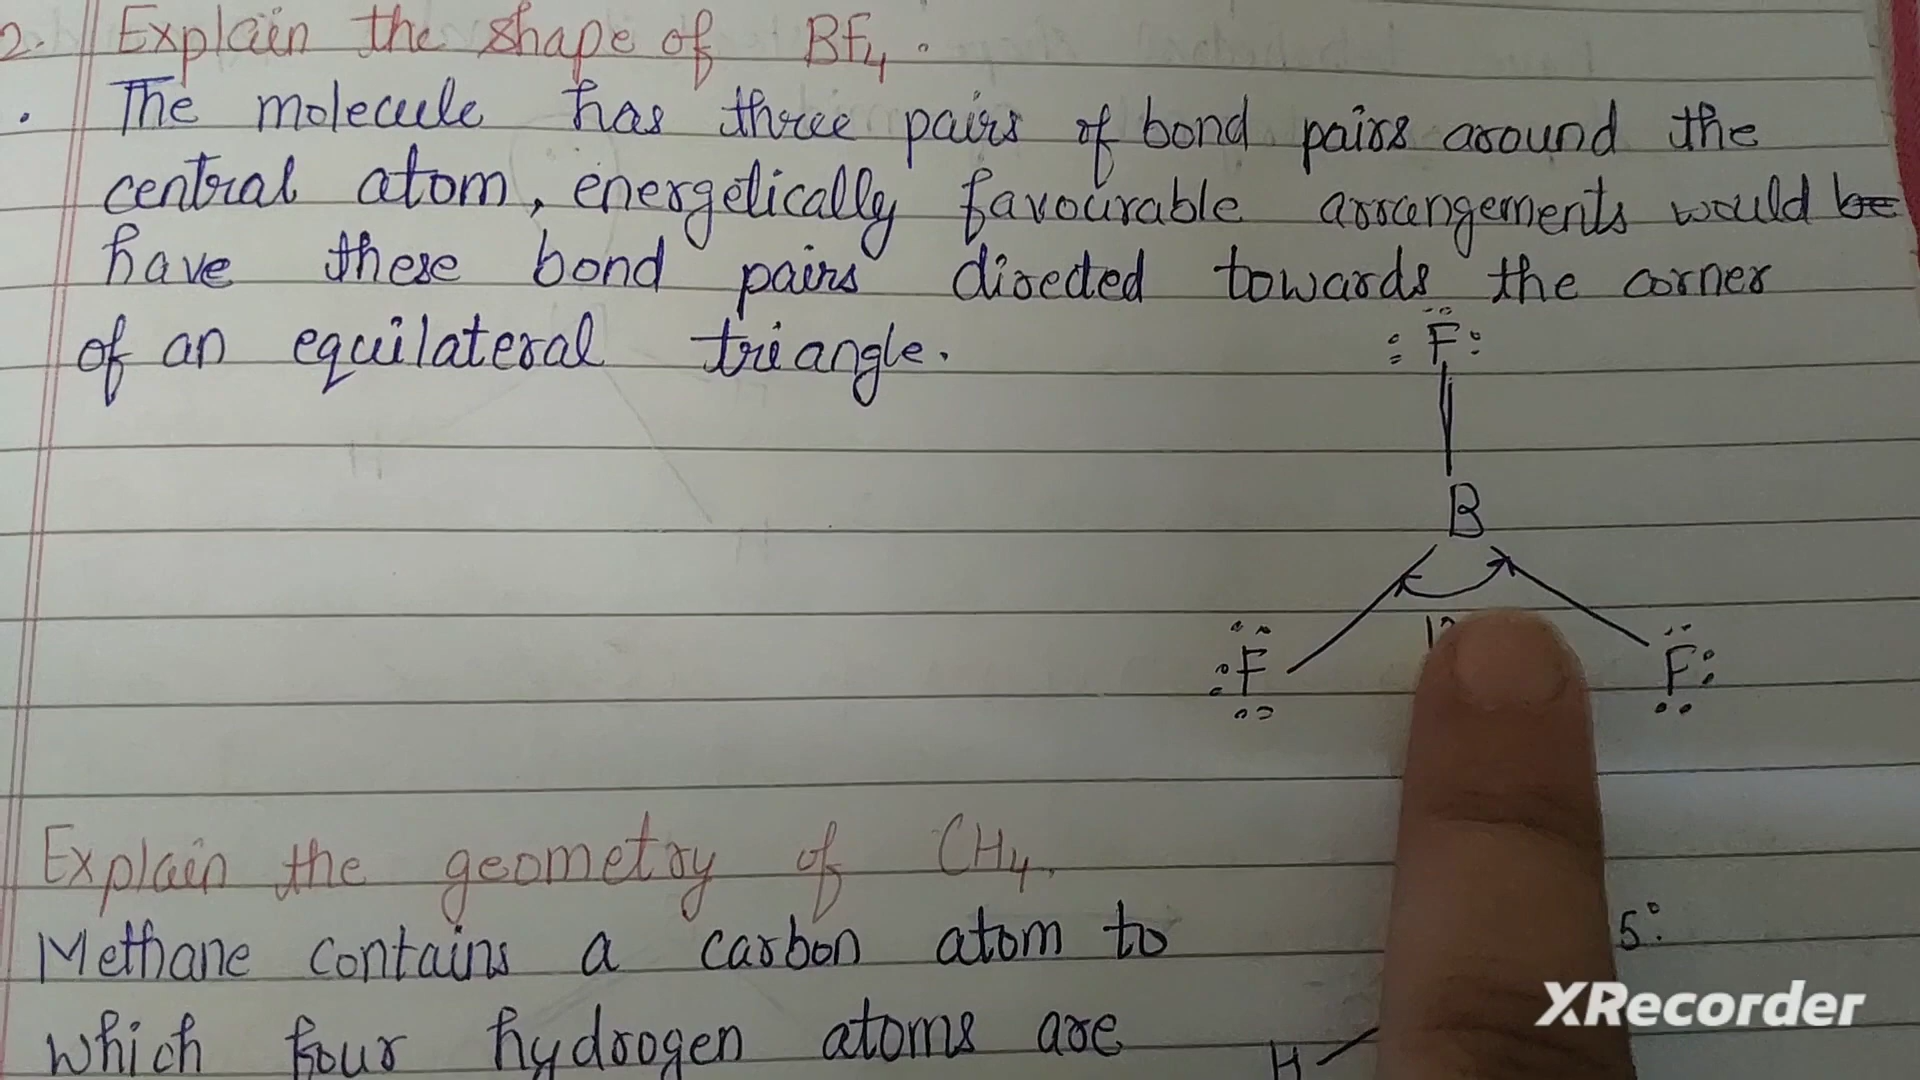 2. Explain the shape of BF4.
. The molecule has three pairs of bond pairs around the
central atom, energetically favourable arrangements would be
have these bond pairs directed towards the corner
of an equilateral triangle.
F
B
F F
Explain the geometry of CH4.
Methane contains a carbon atom to
5°
which four hydrogen atoms are
H
XRecorder